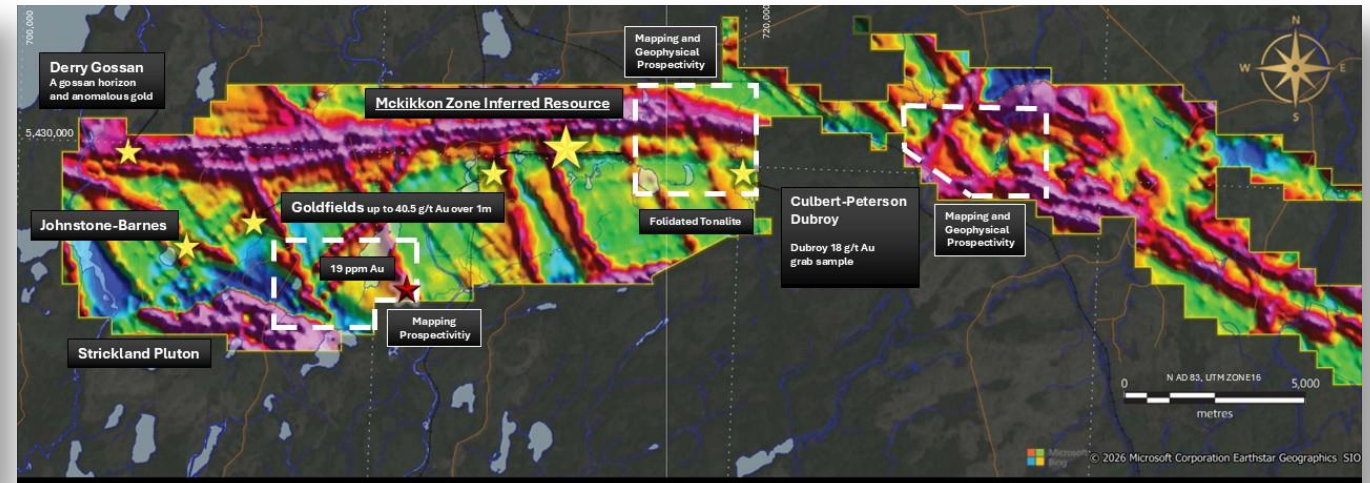 700,000
720,000
N
W
E
S
Mapping and
Geophysical
Prospectivity
Derry Gossan
A gossan horizon
and anomalous gold
Mckikkon Zone Inferred Resource
5,430,000
Goldfields up to 40.5 g/t Au over 1m
Johnstone-Barnes
Folidated Tonalite
Culbert-Peterson
Dubroy
Dubroy 18 g/t Au
grab sample
Mapping and
Geophysical
Prospectivity
19 ppm Au
Mapping
Prospectivitiy
Strickland Pluton
N AD 83, UTM ZONE16
0
5,000
metres
Microsoft
Bing
© 2026 Microsoft Corporation Earthstar Geographics SIO